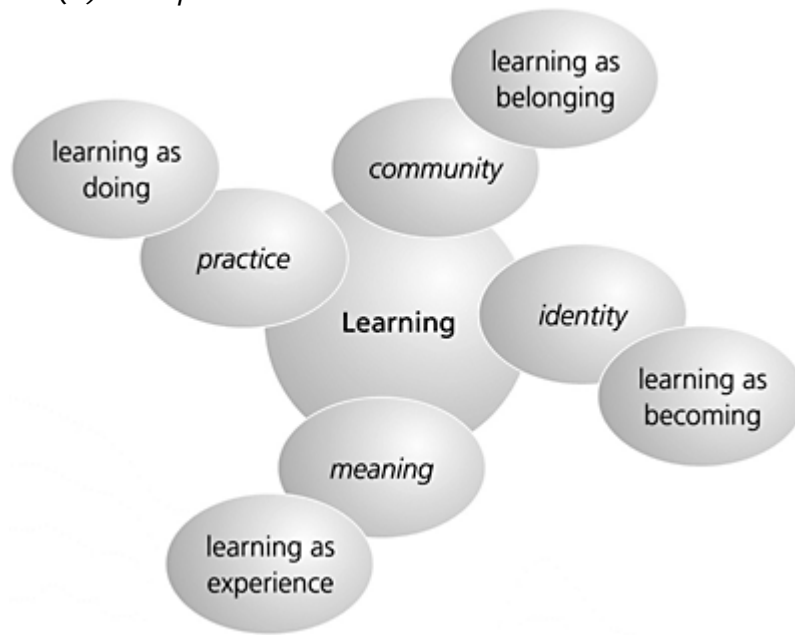 learning as
belonging
community
learning as
doing
practice
Learning
identity
learning as
becoming
meaning
learning as
experience